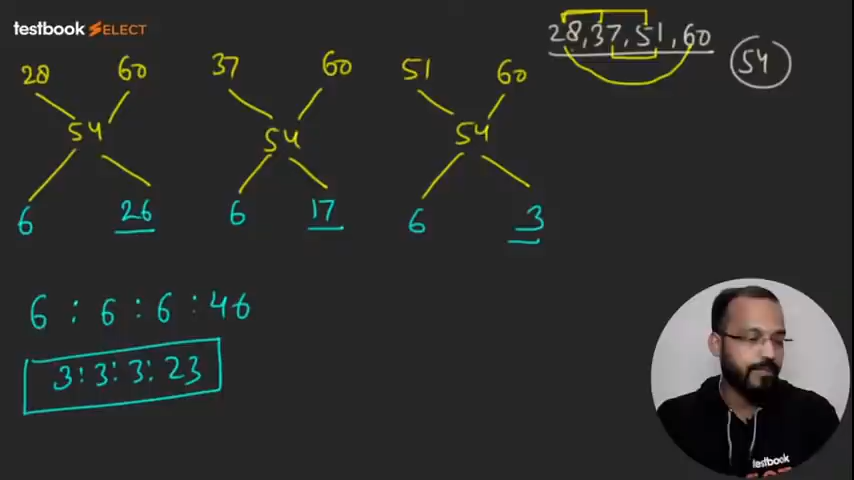 testbook SELECT
28,37,51,60
54
28 60 37 60 51 60
54 54 54
6 26 6 17 6 3
6 : 6 : 6 : 46
3 : 3 : 3 : 23
testbook